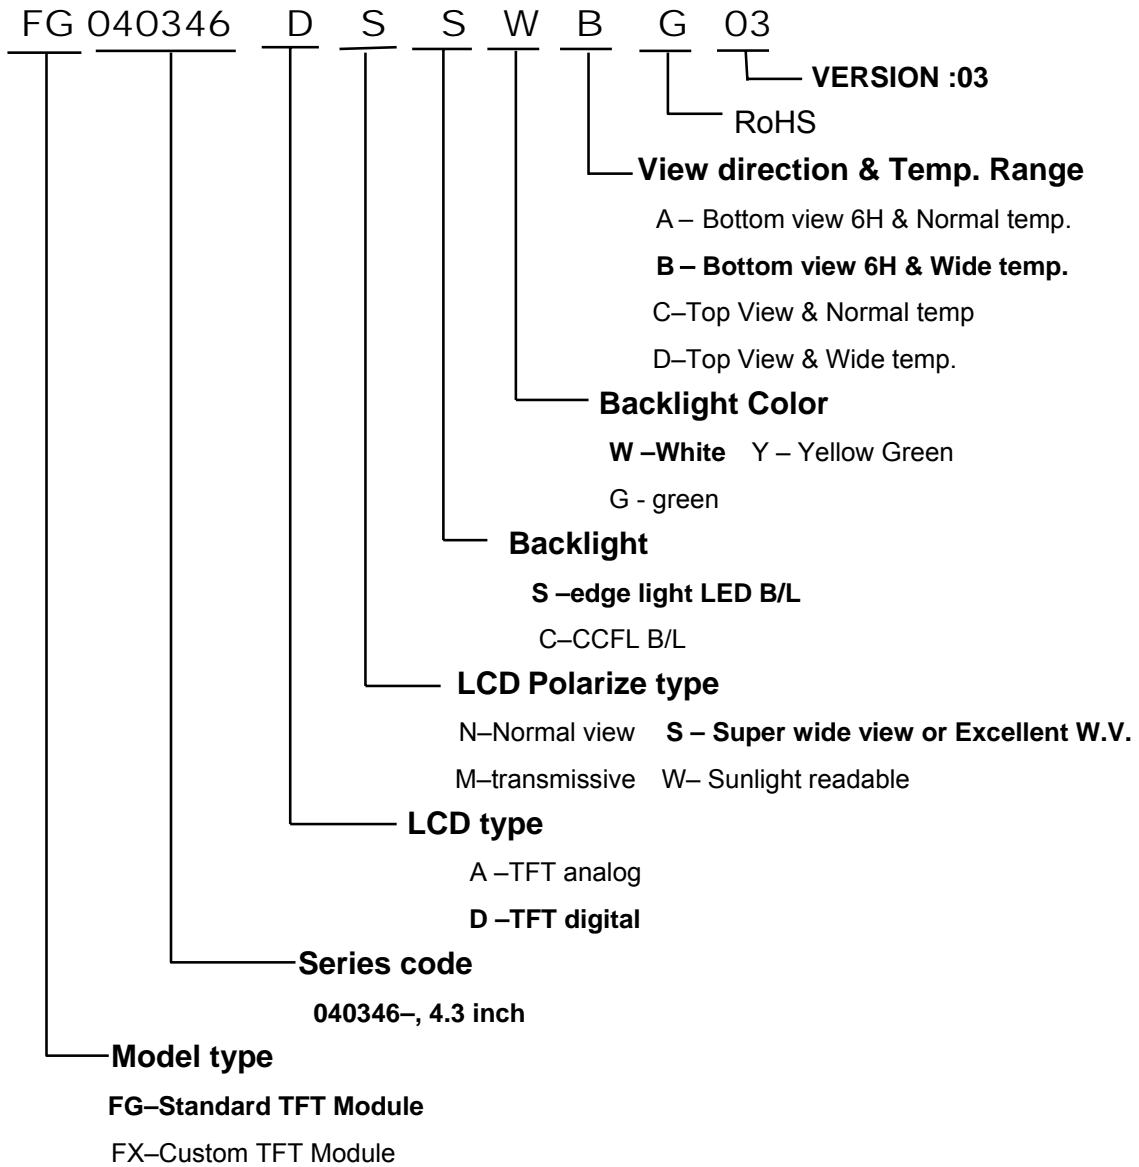 FG 040346 D S S W B G 03
VERSION :03
RoHS
View direction & Temp. Range
A – Bottom view 6H & Normal temp.
B – Bottom view 6H & Wide temp.
C–Top View & Normal temp
D–Top View & Wide temp.
Backlight Color
W –White Y – Yellow Green
G - green
Backlight
S –edge light LED B/L
C–CCFL B/L
LCD Polarize type
N–Normal view S – Super wide view or Excellent W.V.
M–transmissive W– Sunlight readable
LCD type
A –TFT analog
D –TFT digital
Series code
040346–, 4.3 inch
Model type
FG–Standard TFT Module
FX–Custom TFT Module